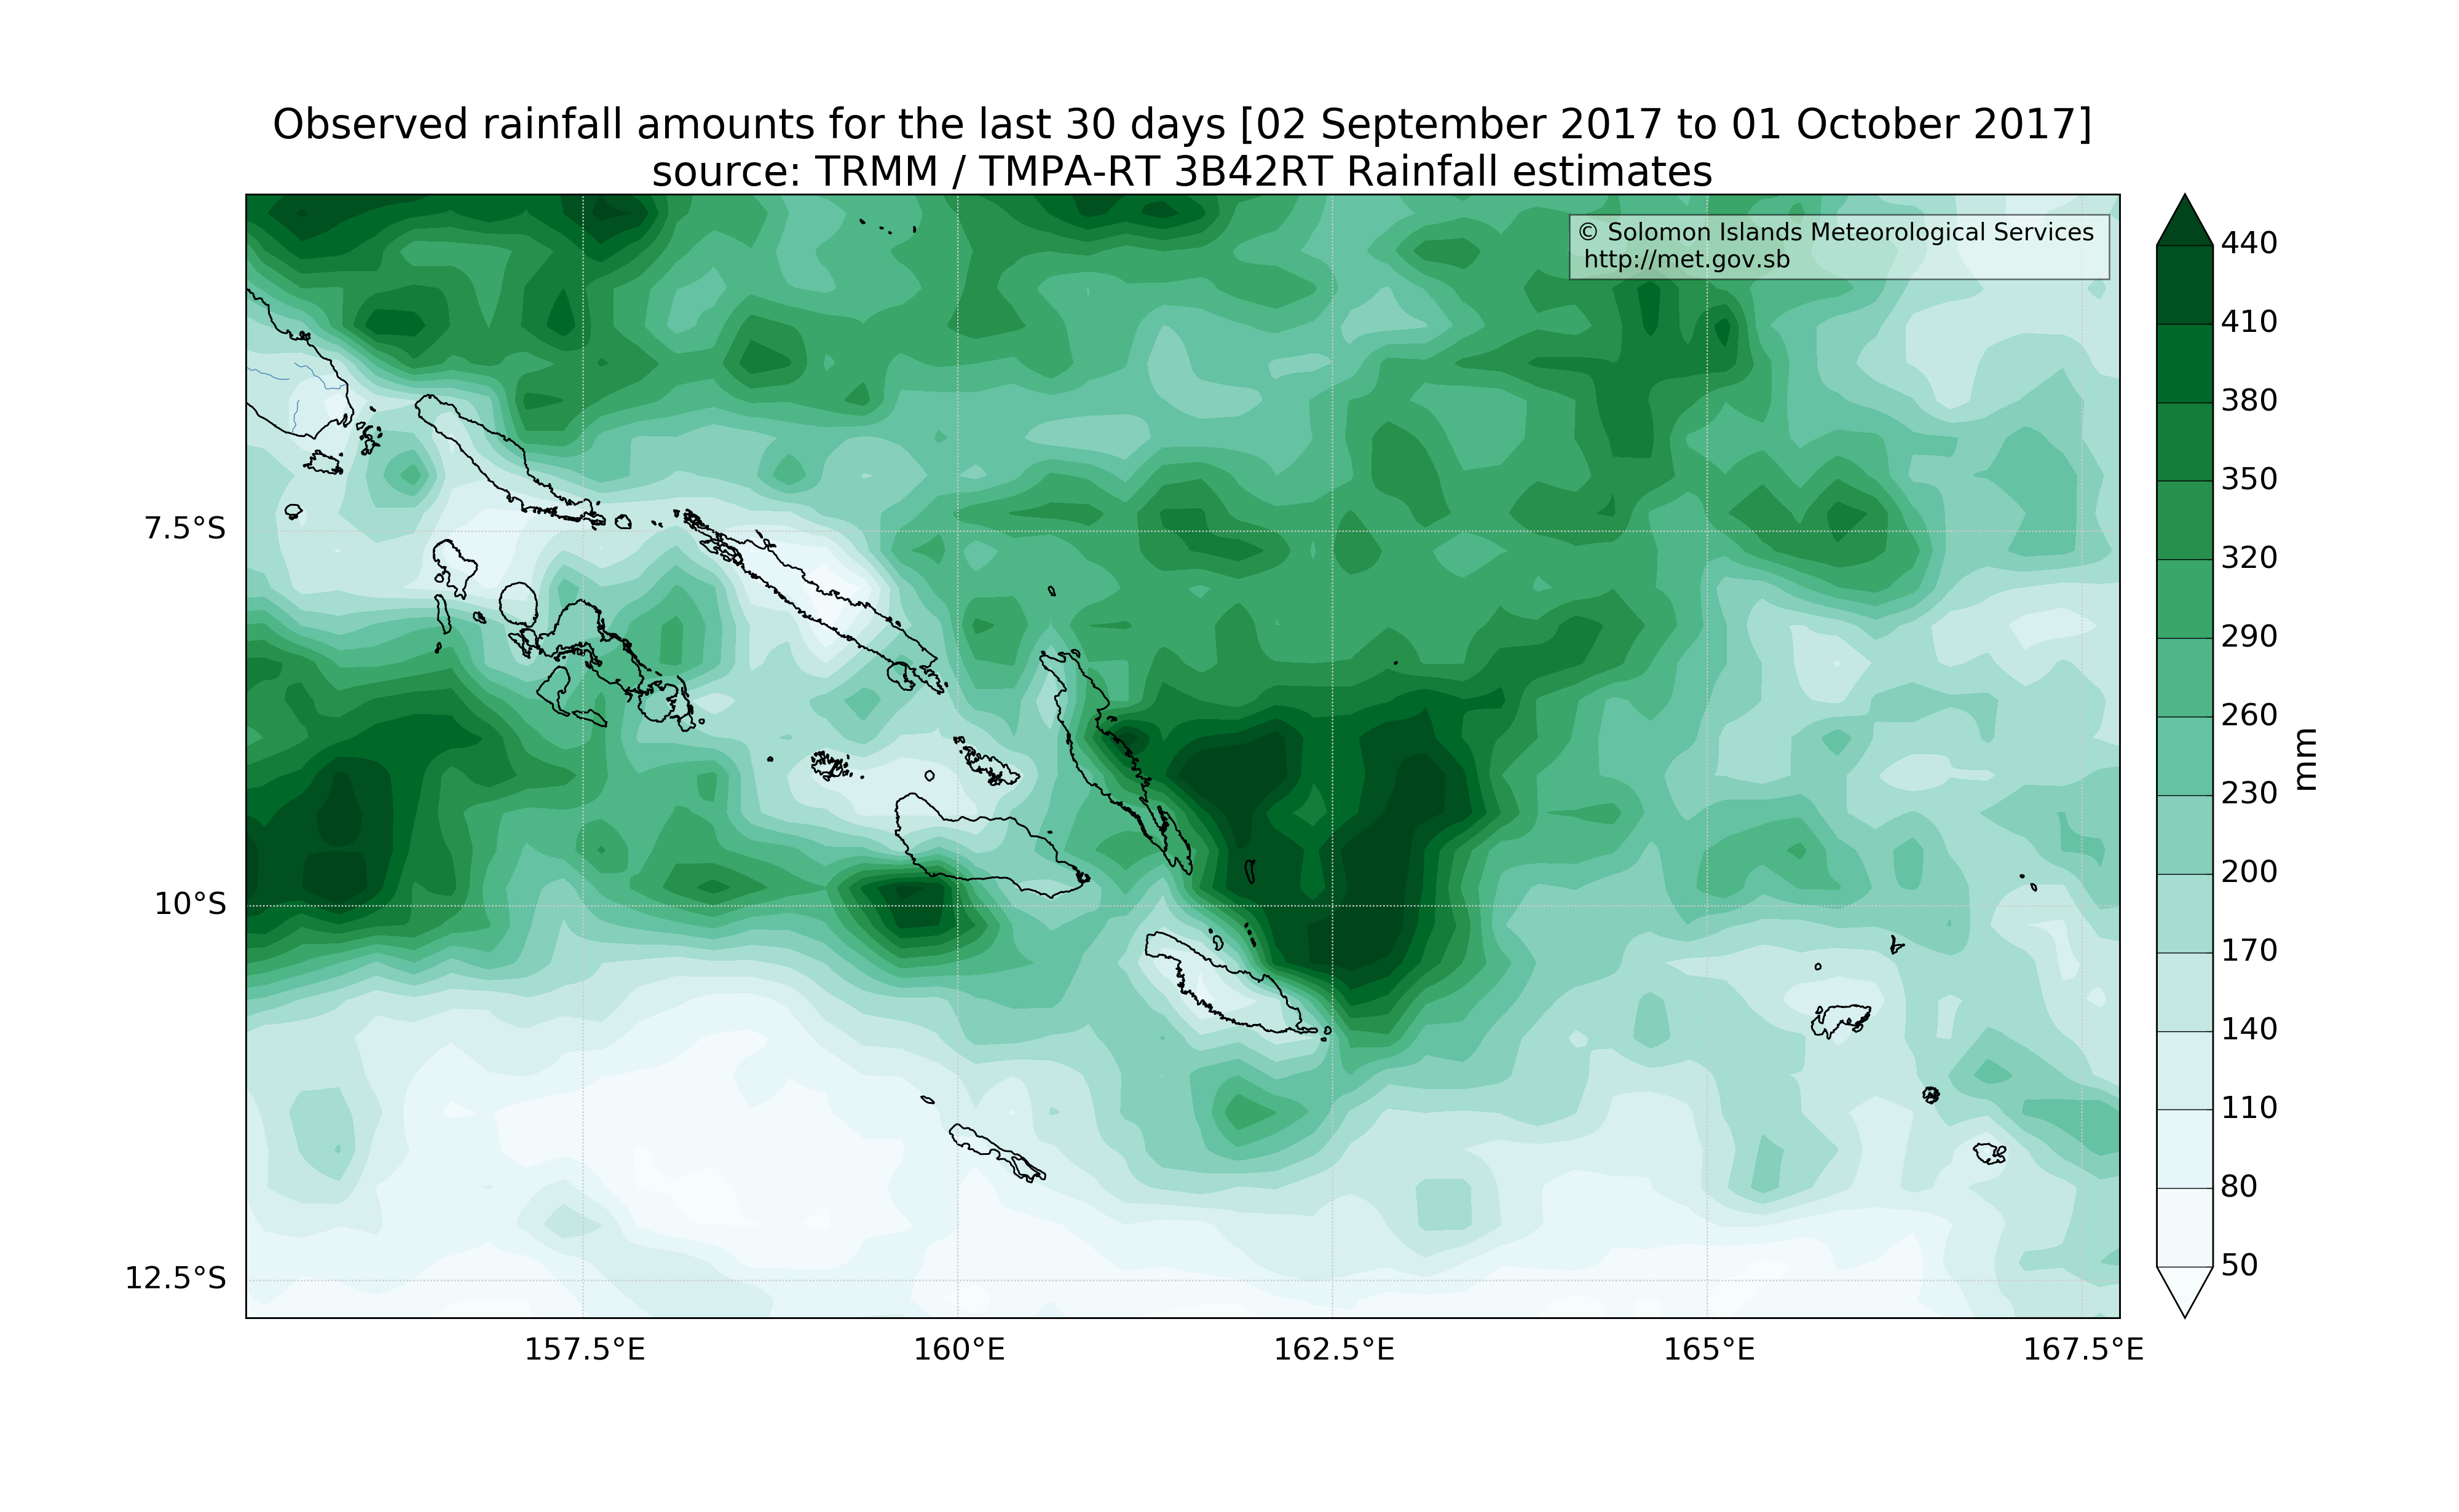 Observed rainfall amounts for the last 30 days [02 September 2017 to 01 October 2017]
source: TRMM / TMPA-RT 3B42RT Rainfall estimates
© Solomon Islands Meteorological Services
http://met.gov.sb
7.5°S
10°S
12.5°S
157.5°E
160°E
162.5°E
165°E
167.5°E
440
410
380
350
320
290
260
230
200
170
140
110
80
50
mm